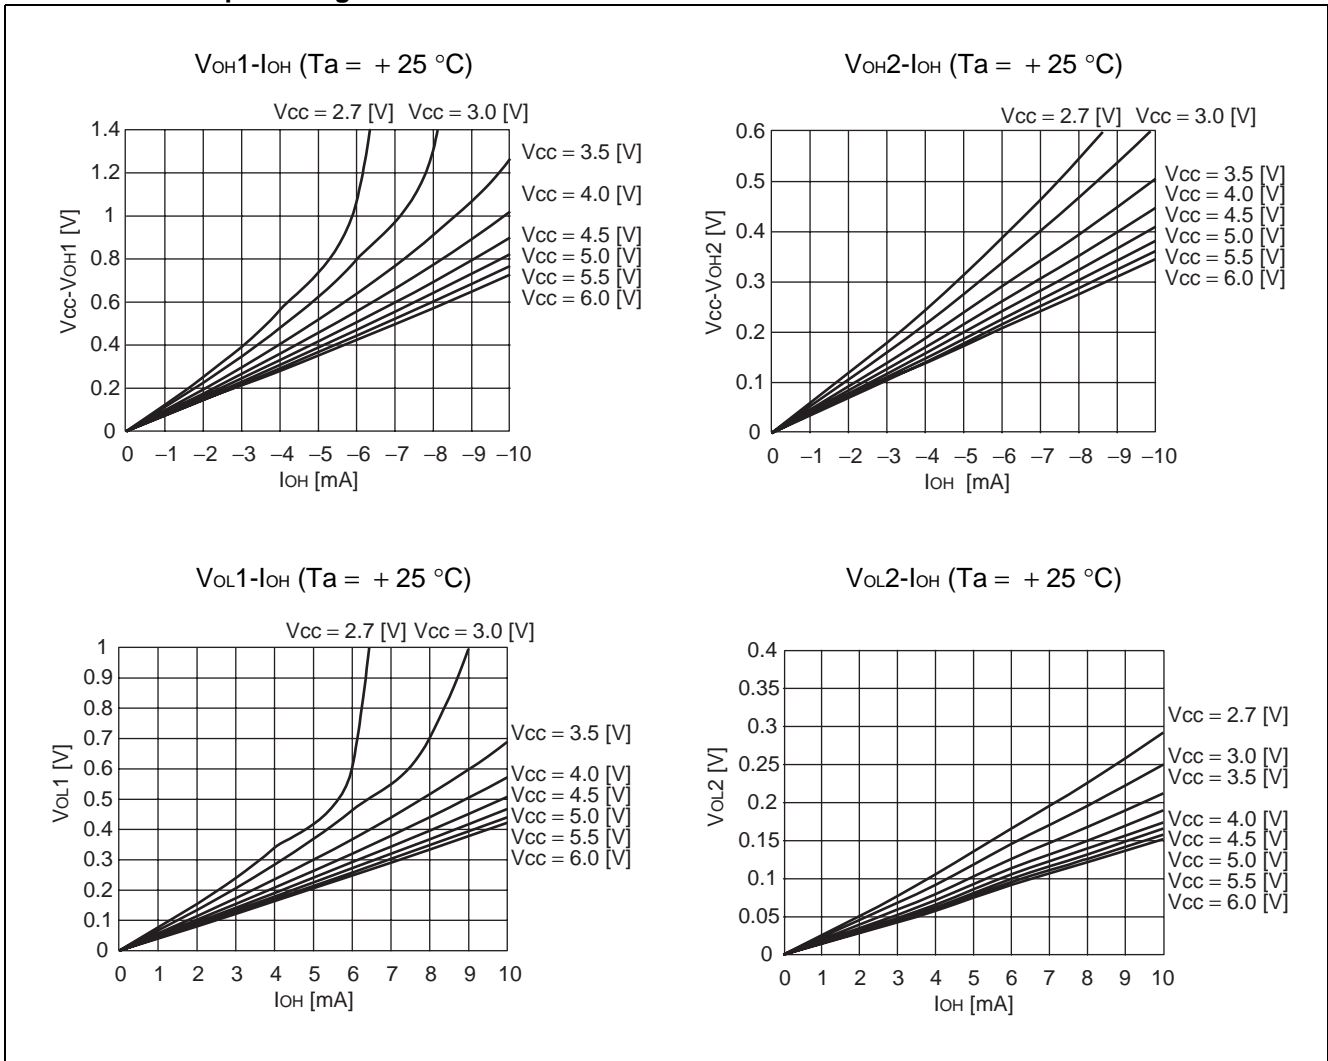 VOH1-IOH (Ta = + 25 °C)
Vcc = 2.7 [V] Vcc = 3.0 [V]
Vcc = 3.5 [V]
Vcc = 4.0 [V]
Vcc = 4.5 [V]
Vcc = 5.0 [V]
Vcc = 5.5 [V]
Vcc = 6.0 [V]
Vcc-VOH1 [V]
1.4
1.2
1
0.8
0.6
0.4
0.2
0
0 –1 –2 –3 –4 –5 –6 –7 –8 –9 –10
IOH [mA]
VOH2-IOH (Ta = + 25 °C)
Vcc = 2.7 [V] Vcc = 3.0 [V]
Vcc = 3.5 [V]
Vcc = 4.0 [V]
Vcc = 4.5 [V]
Vcc = 5.0 [V]
Vcc = 5.5 [V]
Vcc = 6.0 [V]
Vcc-VOH2 [V]
0.6
0.5
0.4
0.3
0.2
0.1
0
0 –1 –2 –3 –4 –5 –6 –7 –8 –9 –10
IOH [mA]
VOL1-IOH (Ta = + 25 °C)
Vcc = 2.7 [V] Vcc = 3.0 [V]
Vcc = 3.5 [V]
Vcc = 4.0 [V]
Vcc = 4.5 [V]
Vcc = 5.0 [V]
Vcc = 5.5 [V]
Vcc = 6.0 [V]
VOL1 [V]
1
0.9
0.8
0.7
0.6
0.5
0.4
0.3
0.2
0.1
0
0 1 2 3 4 5 6 7 8 9 10
IOH [mA]
VOL2-IOH (Ta = + 25 °C)
Vcc = 2.7 [V]
Vcc = 3.0 [V]
Vcc = 3.5 [V]
Vcc = 4.0 [V]
Vcc = 4.5 [V]
Vcc = 5.0 [V]
Vcc = 5.5 [V]
Vcc = 6.0 [V]
VOL2 [V]
0.4
0.35
0.3
0.25
0.2
0.15
0.1
0.05
0
0 1 2 3 4 5 6 7 8 9 10
IOH [mA]